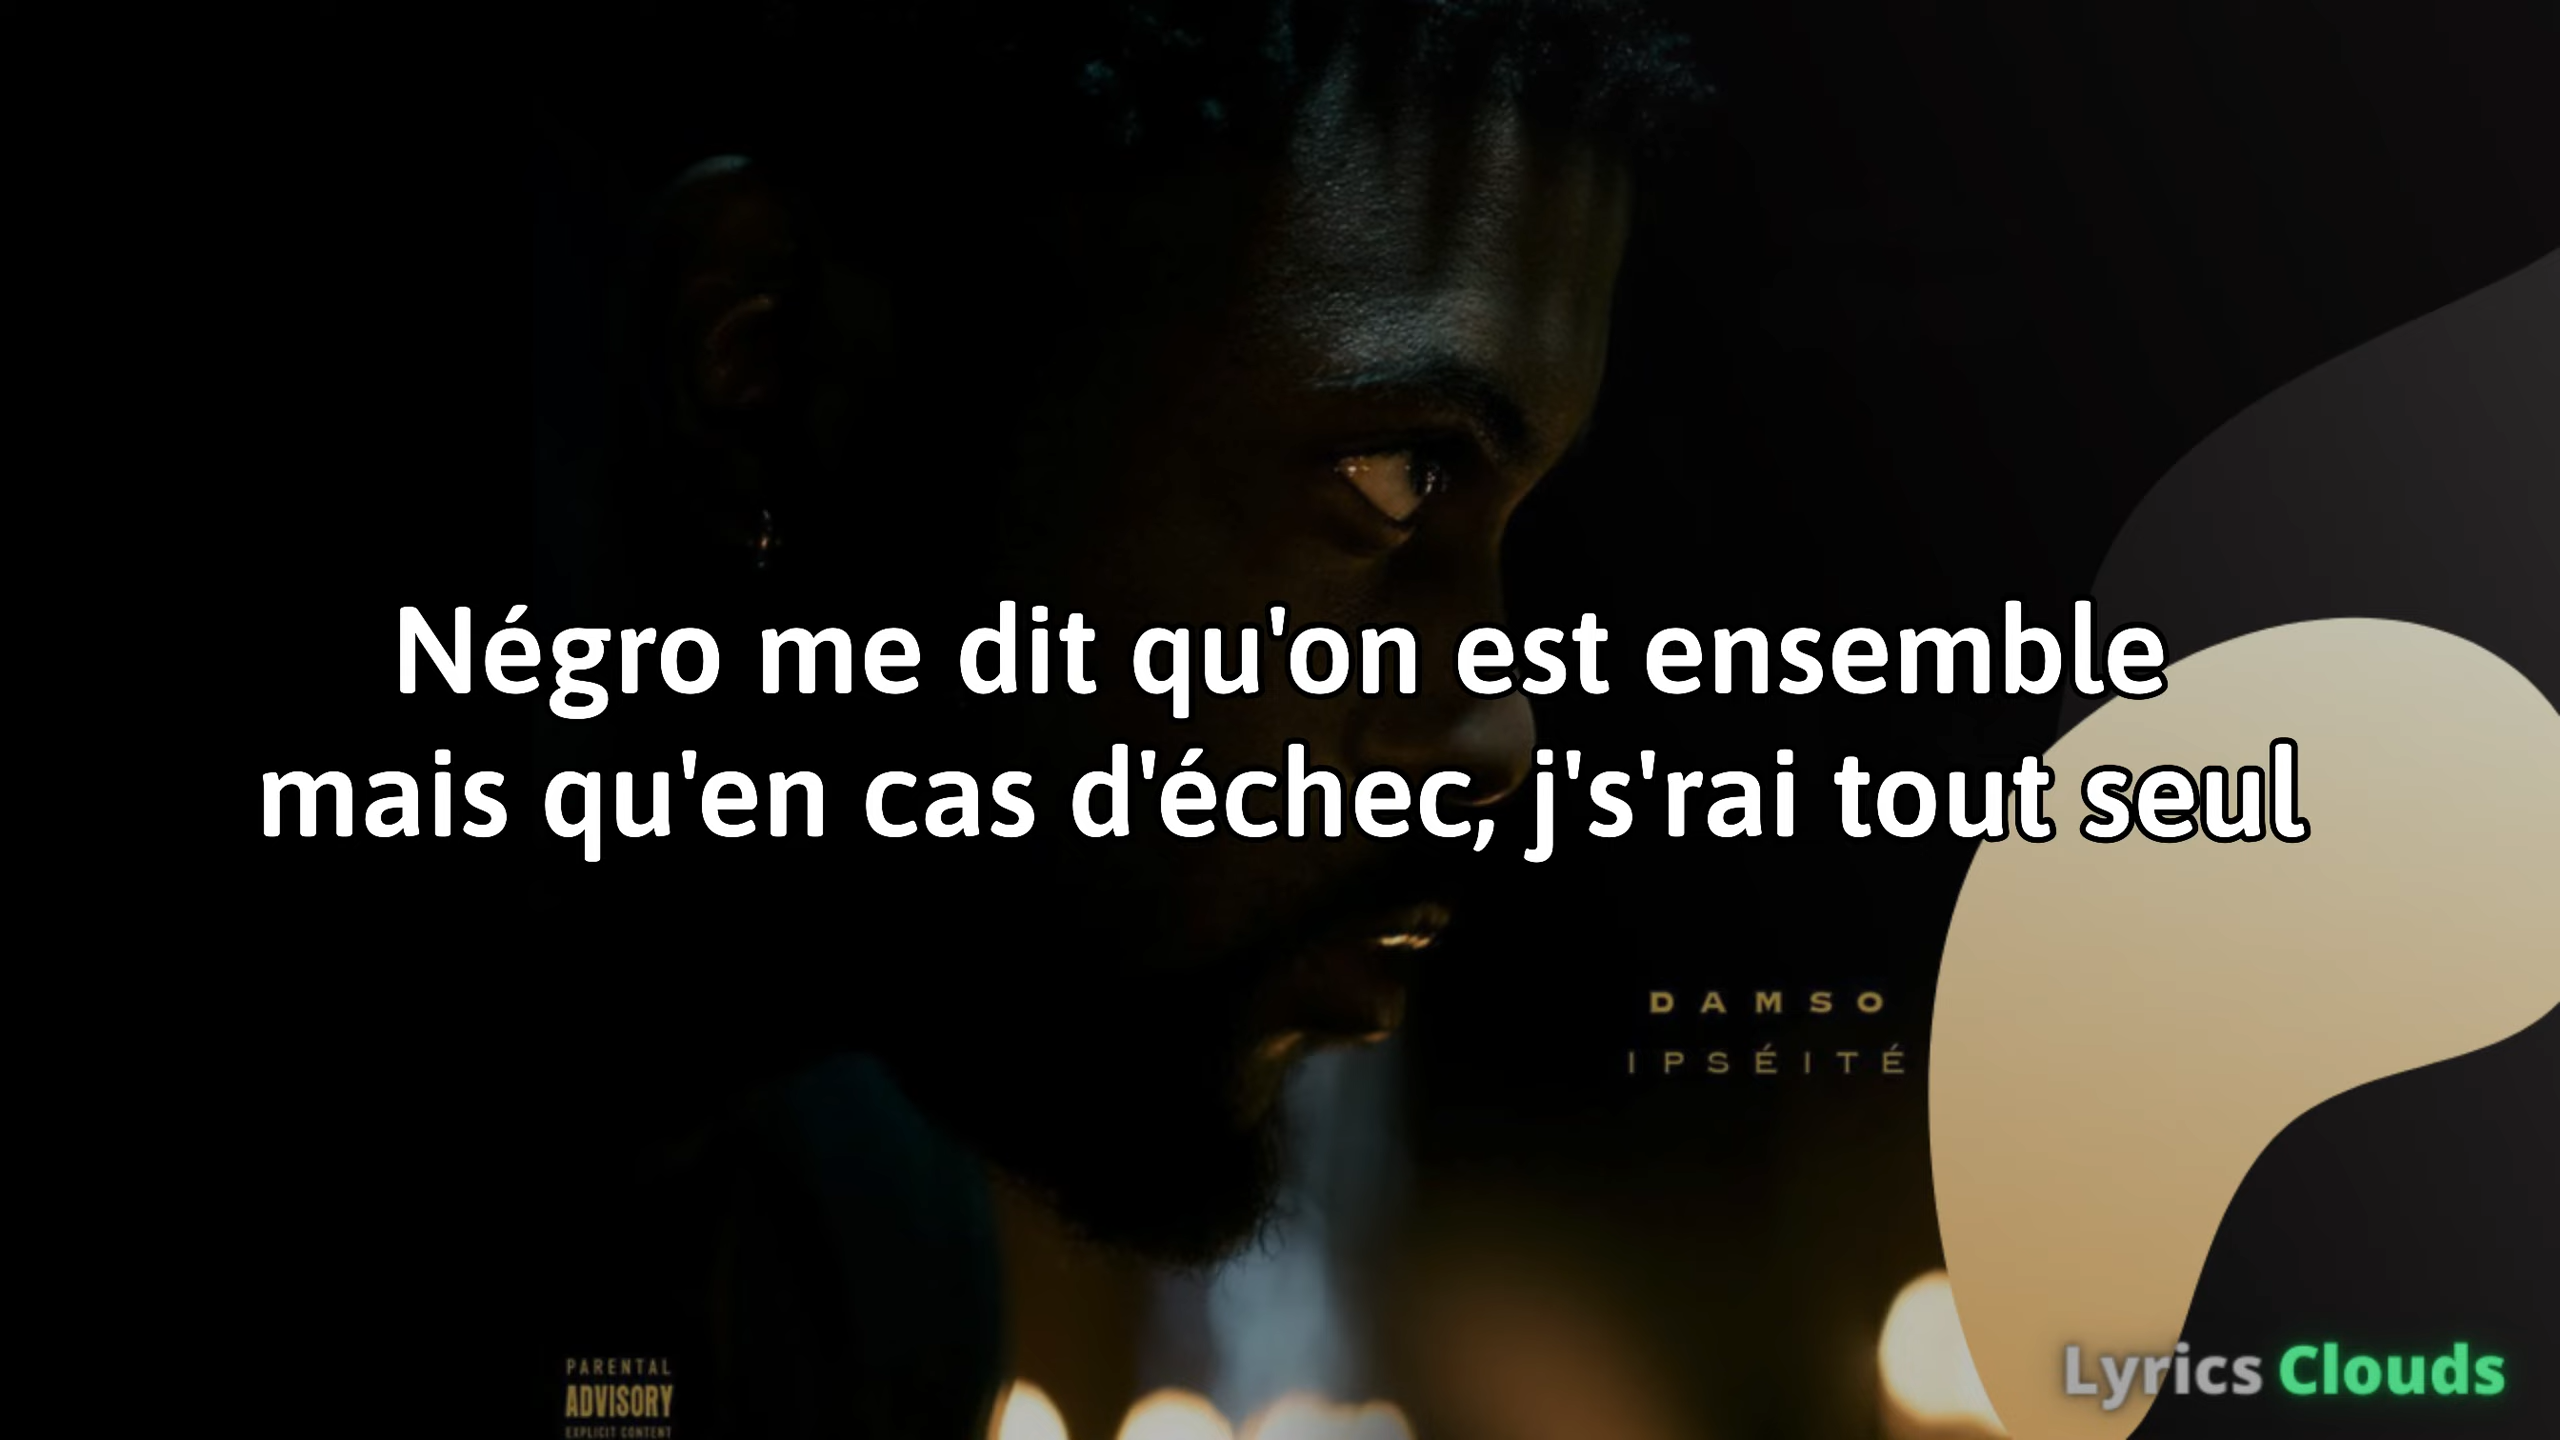 Négro me dit qu'on est ensemble
mais qu'en cas d'échec, j's'rai tout seul
DAMSO
IPSÉITÉ
PARENTAL
ADVISORY
EXPLICIT CONTENT
Lyrics Clouds